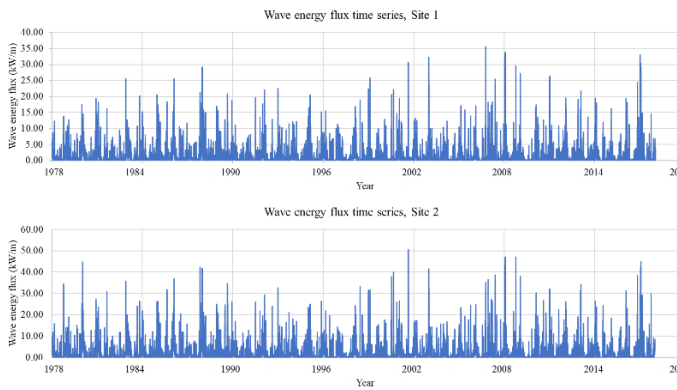 Wave energy flux time series, Site 1
Wave energy flux (kW/m)
40.00
35.00
30.00
25.00
20.00
15.00
10.00
5.00
0.00
1978 1984 1990 1996 2002 2008 2014 20
Year
Wave energy flux time series, Site 2
Wave energy flux (kW/m)
60.00
50.00
40.00
30.00
20.00
10.00
0.00
1978 1984 1990 1996 2002 2008 2014 20
Year